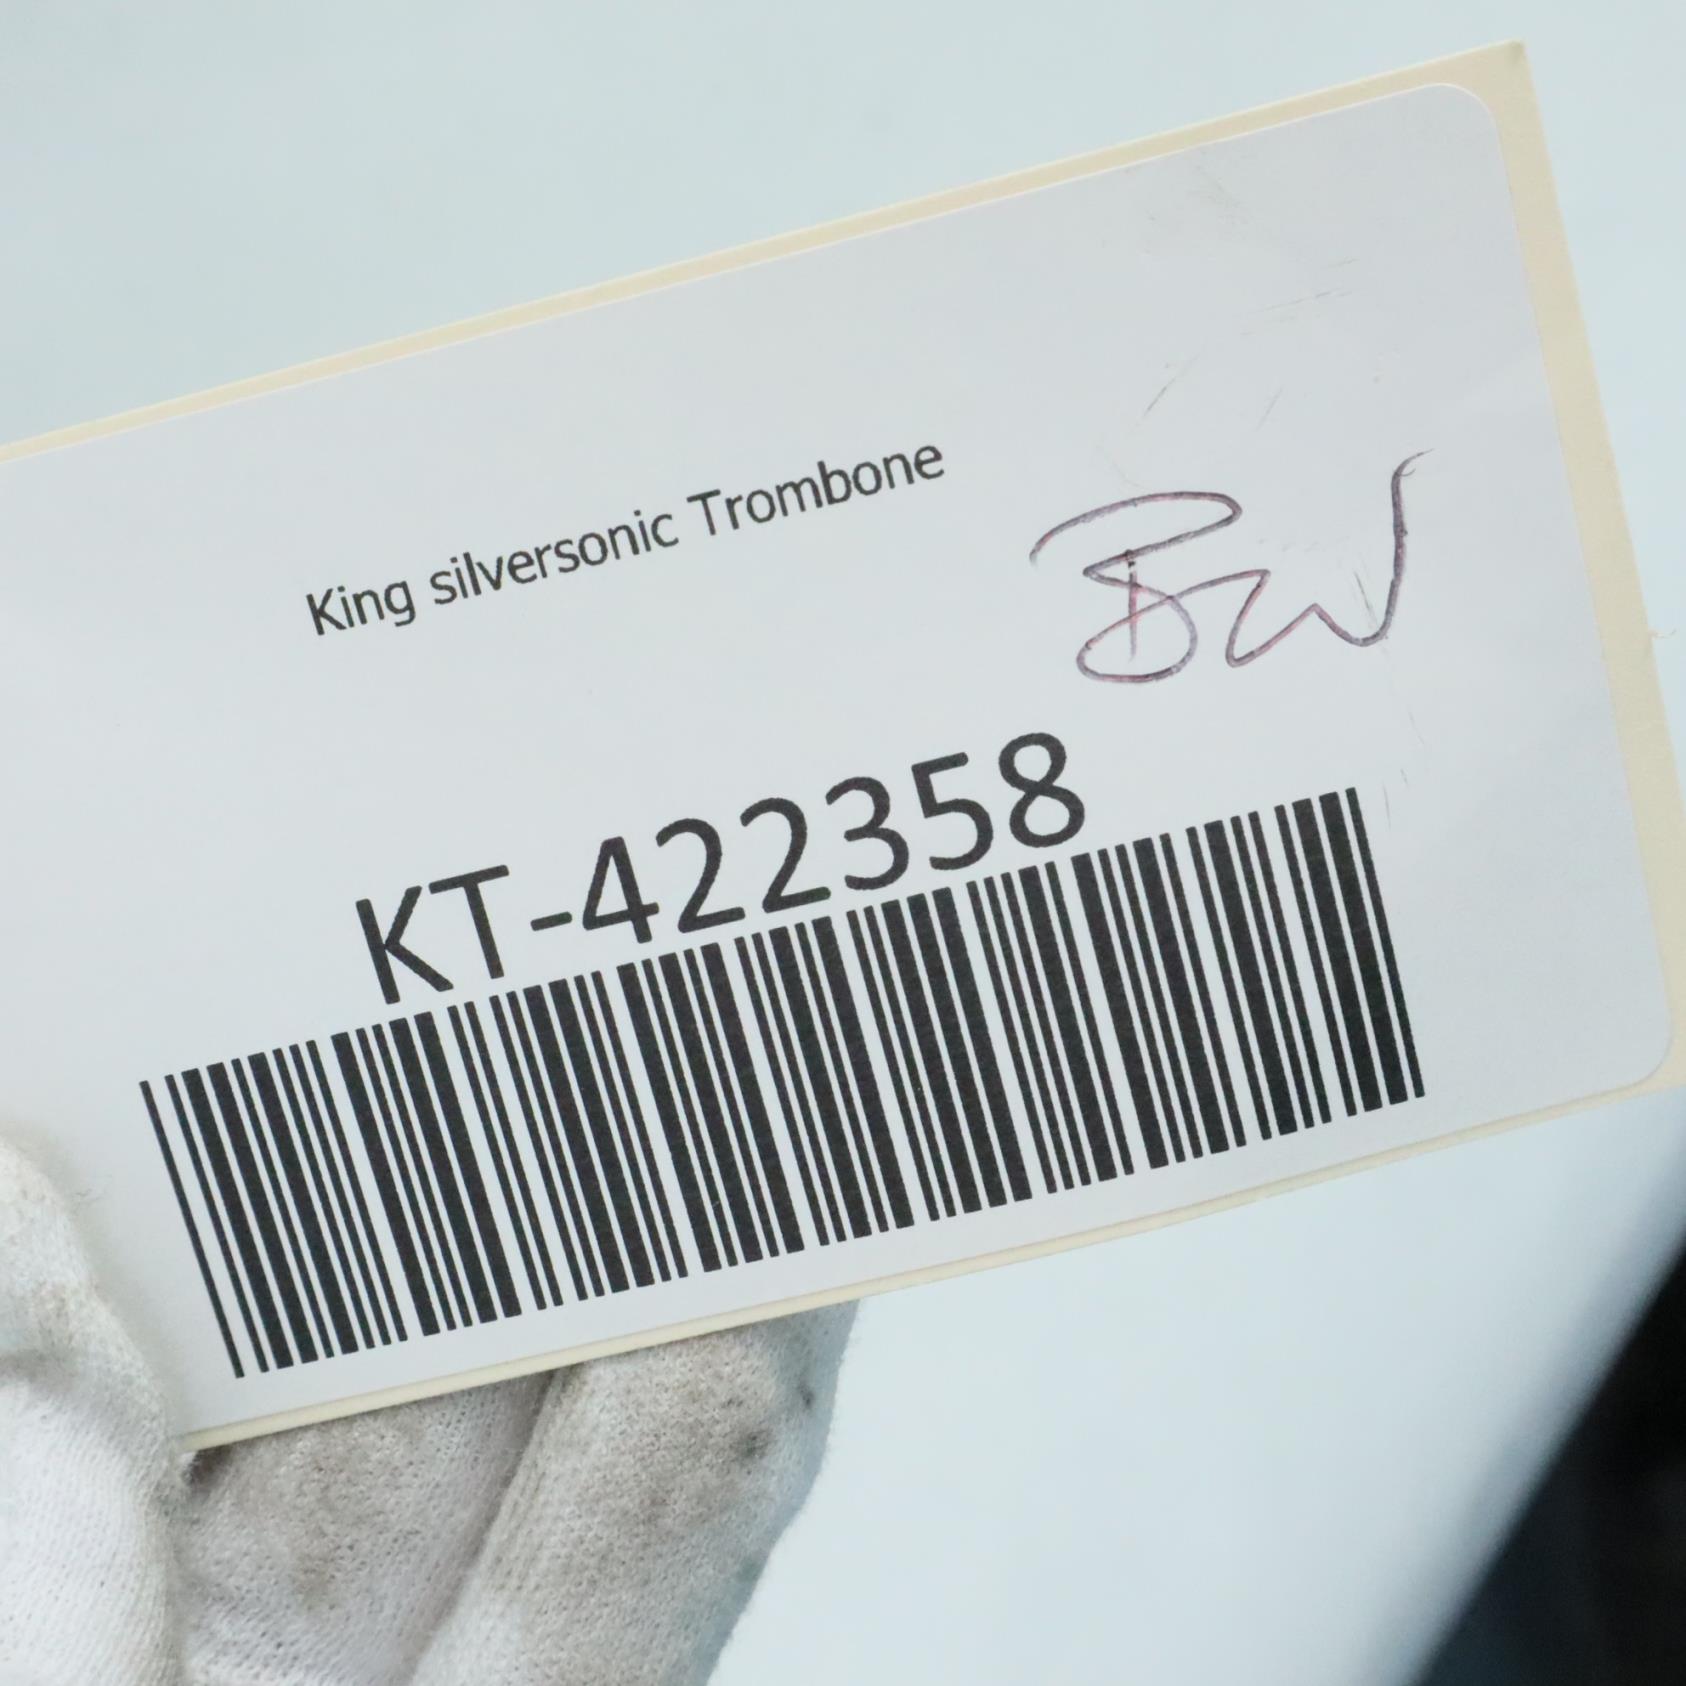 King silversonic Trombone
BW
KT-422358